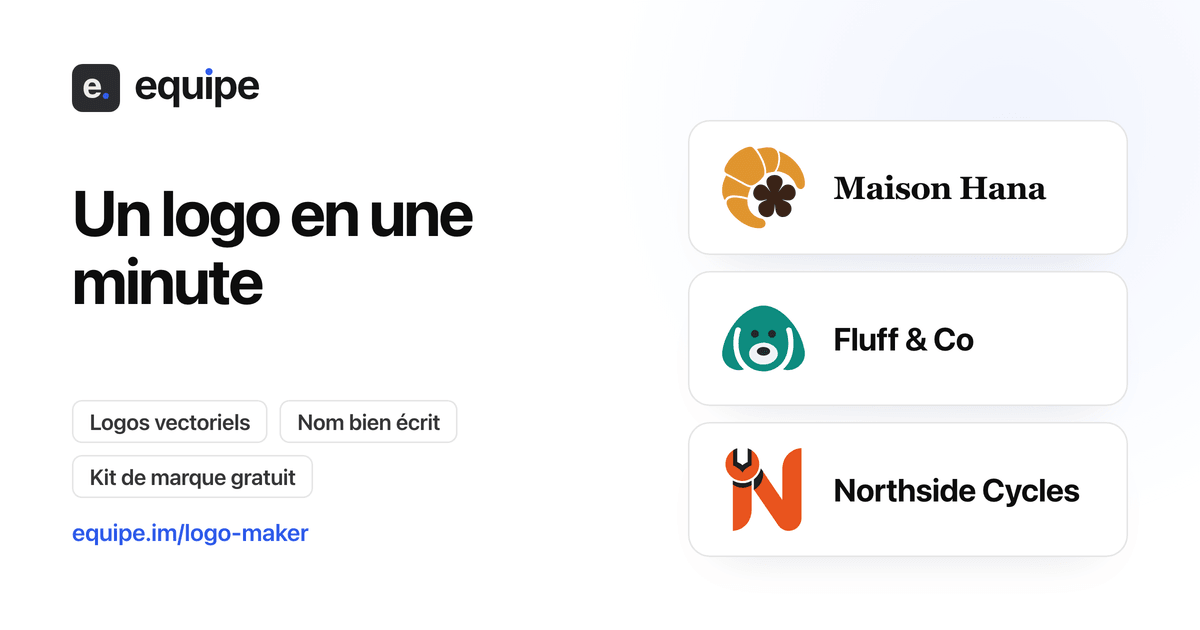 e. equipe
Un logo en une
minute
Logos vectoriels
Nom bien écrit
Kit de marque gratuit
equipe.im/logo-maker
Maison Hana
Fluff & Co
Northside Cycles